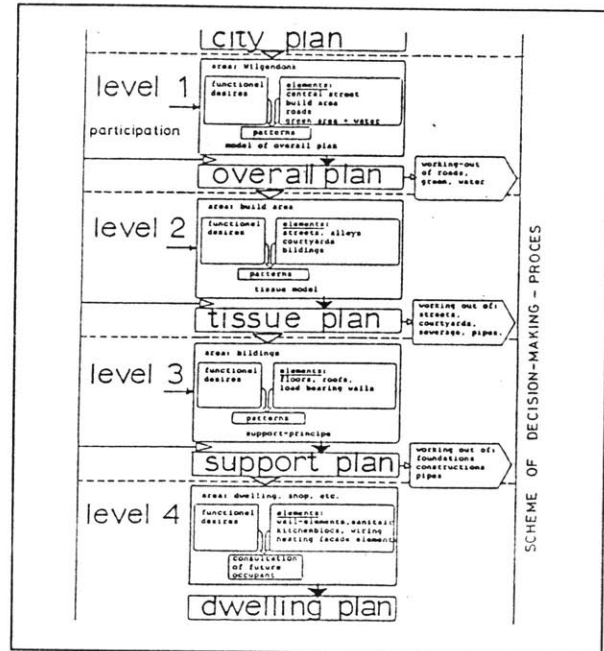 city plan
area: Wilgendons
level 1
functional
desires
elements:
central street
build area
roads
green area + water
participation
patterns
model of overall plan
overall plan
working-out
of roads,
green, water
area: build area
level 2
functional
desires
elements:
streets, alleys
courtyards
buildings
patterns
tissue model
tissue plan
working out of:
streets,
courtyards,
sewerage, pipes,
area: bildings
level 3
functional
desires
elements:
floors, roofs,
load bearing walls
patterns
support-principe
support plan
working out of:
foundations
constructions
pipes
area: dwelling, shop, etc.
level 4
functional
desires
elements:
wall-elements, sanitair
kitchenblocs, wiring
heating facade elements
consultation
of future
occupant
dwelling plan
SCHEME OF DECISION-MAKING-PROCES